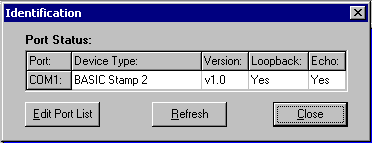 Identification
Port Status:
Port: Device Type: Version: Loopback: Echo:
COM1: BASIC Stamp 2 v1.0 Yes Yes
Edit Port List Refresh Close